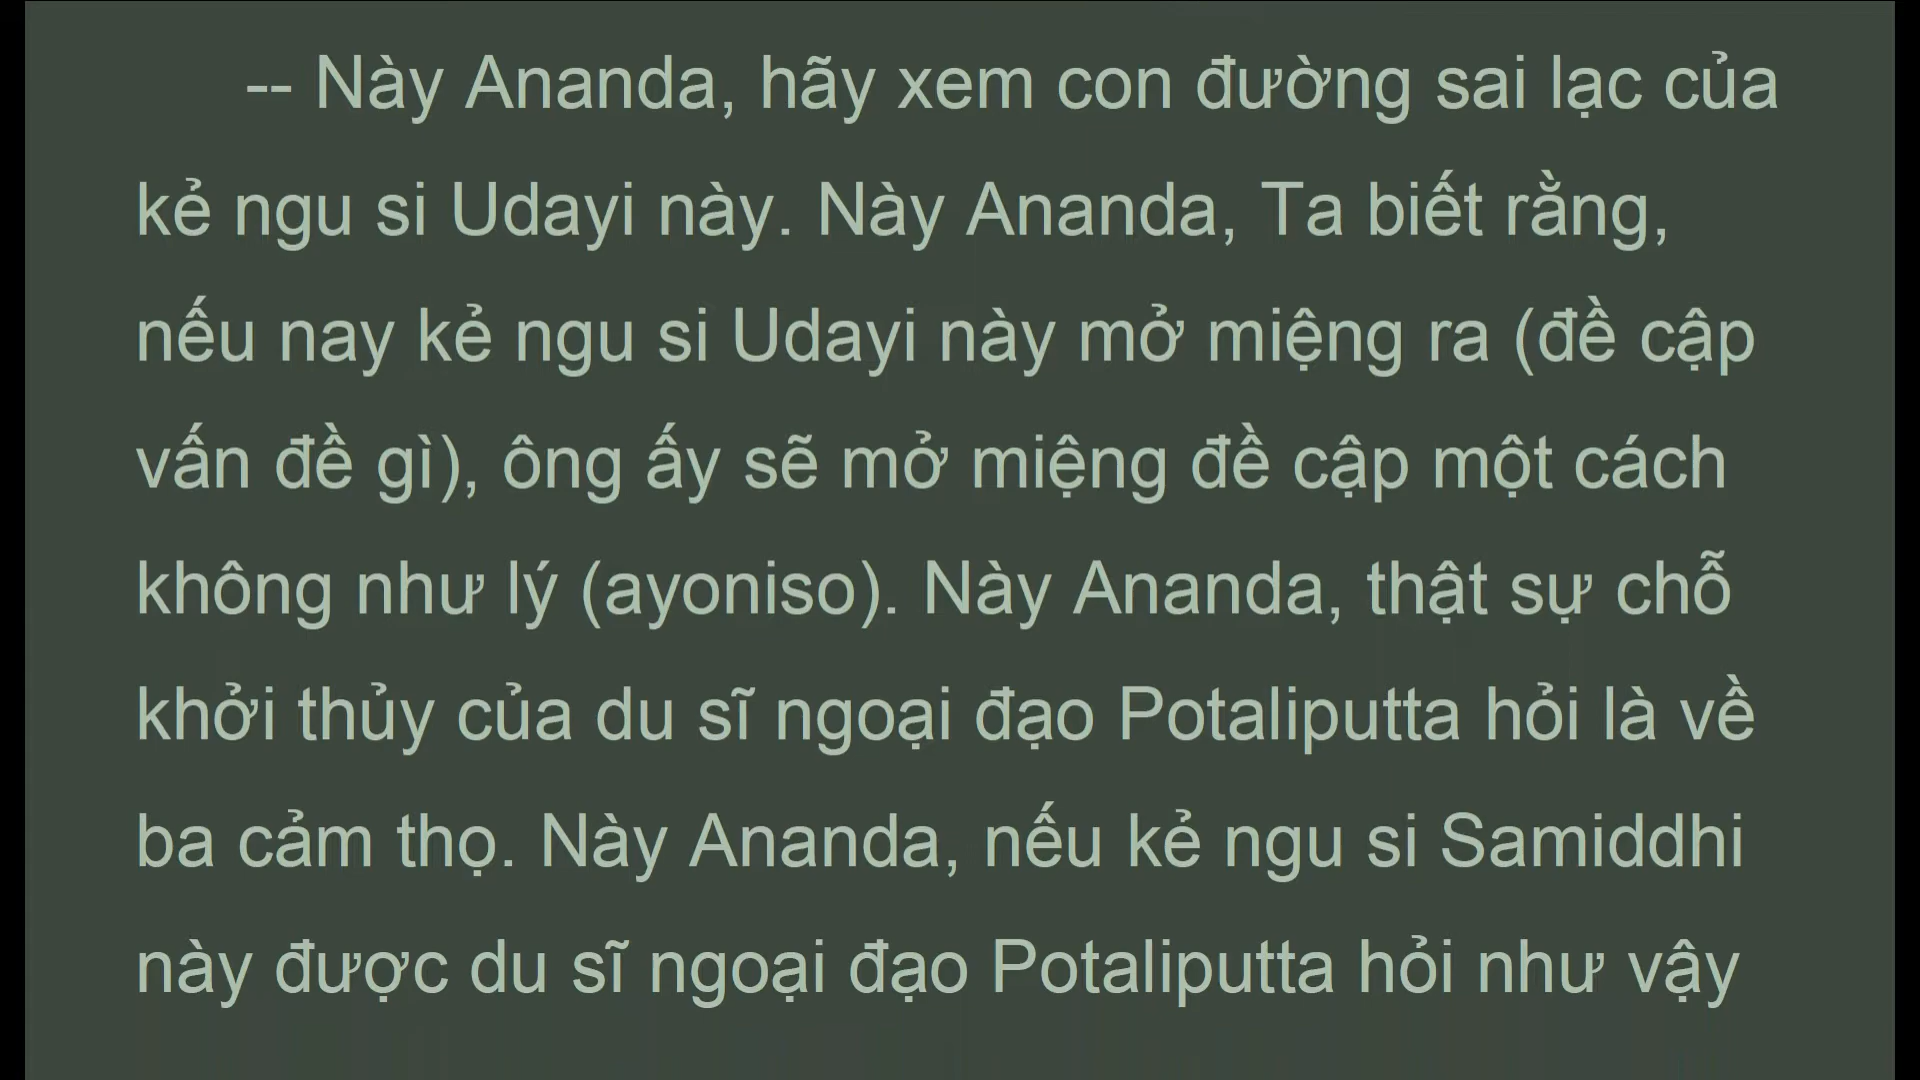 -- Này Ananda, hãy xem con đường sai lạc của
kẻ ngu si Udayi này. Này Ananda, Ta biết rằng,
nếu nay kẻ ngu si Udayi này mở miệng ra (đề cập
vấn đề gì), ông ấy sẽ mở miệng đề cập một cách
không như lý (ayoniso). Này Ananda, thật sự chỗ
khởi thủy của du sĩ ngoại đạo Potaliputta hỏi là về
ba cảm thọ. Này Ananda, nếu kẻ ngu si Samiddhi
này được du sĩ ngoại đạo Potaliputta hỏi như vậy